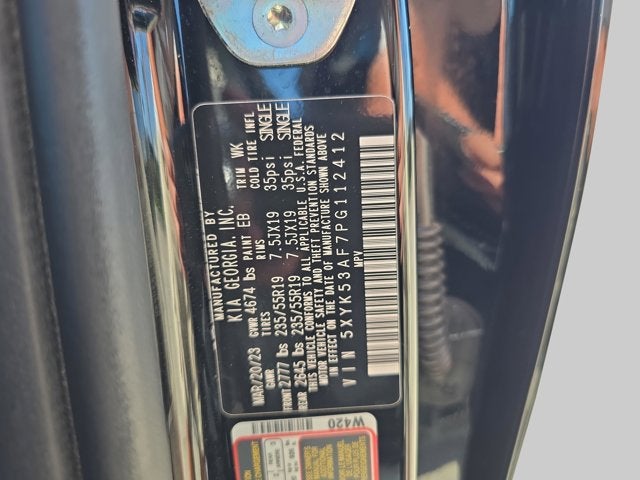 MANUFACTURED BY
KIA GEORGIA, INC.
MAR/20/23 GVWR 4674 lbs PAINT EB TRIM WK
GAWR TIRES RIMS COLD TIRE INFL
FRONT 2777 lbs 235/55R19 7.5JX19 35psi SINGLE
REAR 2645 lbs 235/55R19 7.5JX19 35psi SINGLE
THIS VEHICLE CONFORMS TO ALL APPLICABLE U.S.A. FEDERAL
MOTOR VEHICLE SAFETY AND THEFT PREVENTION STANDARDS
IN EFFECT ON THE DATE OF MANUFACTURE SHOWN ABOVE
VIN 5XYK53AF7PG112412
MPV
W420